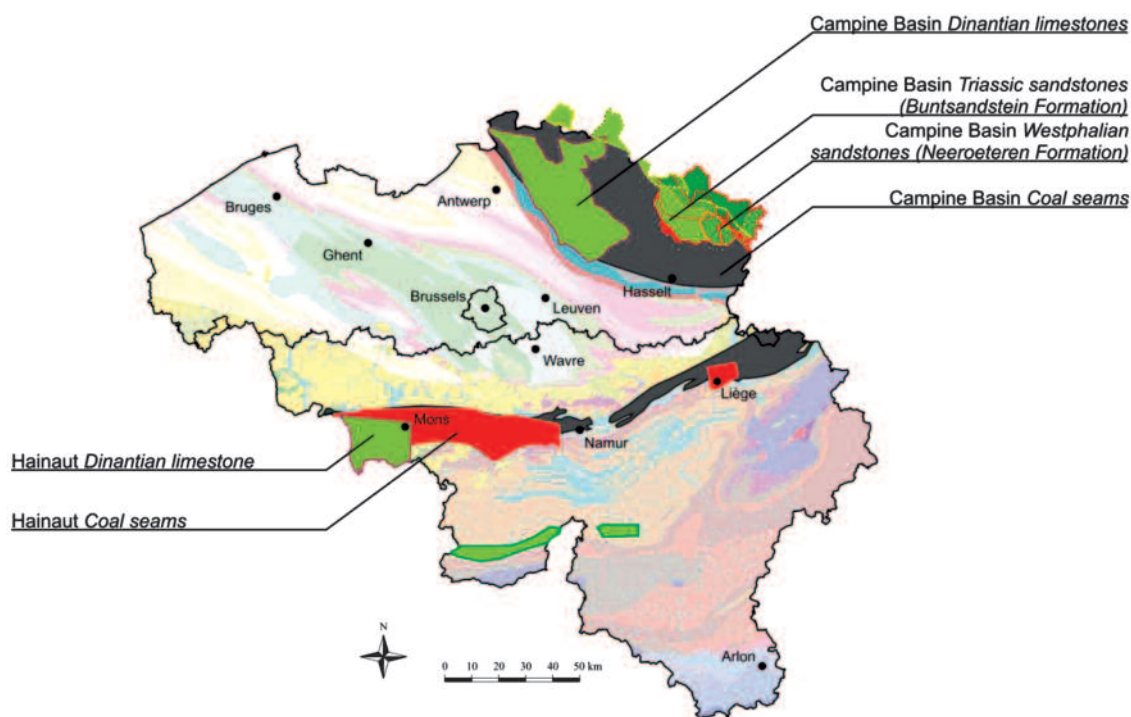 Campine Basin Dinantian limestones
Campine Basin Triassic sandstones
(Buntsandstein Formation)
Campine Basin Westphalian
sandstones (Neeroeteren Formation)
Campine Basin Coal seams
Bruges
Antwerp
Ghent
Hasselt
Brussels
Leuven
Wavre
Liège
Mons
Namur
Hainaut Dinantian limestone
Hainaut Coal seams
N
Arlon
0 10 20 30 40 50 km